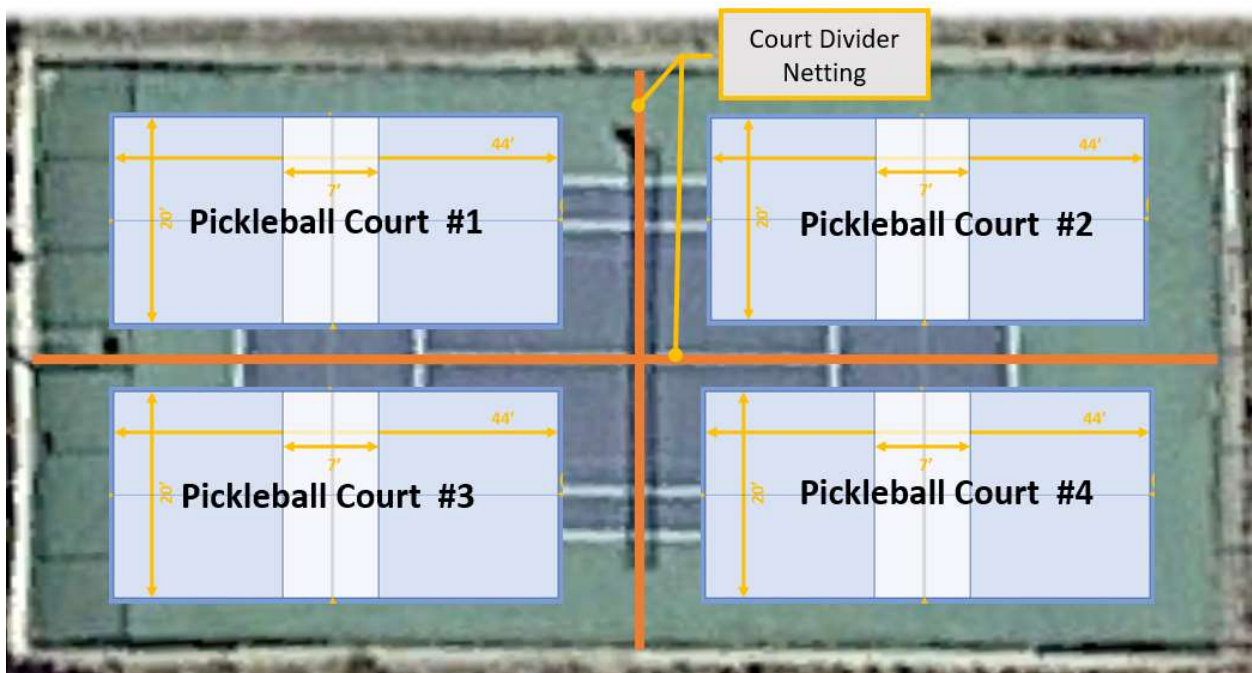 Court Divider
Netting
44'
7'
20'
Pickleball Court #1
44'
7'
20'
Pickleball Court #2
44'
7'
20'
Pickleball Court #3
44'
7'
20'
Pickleball Court #4